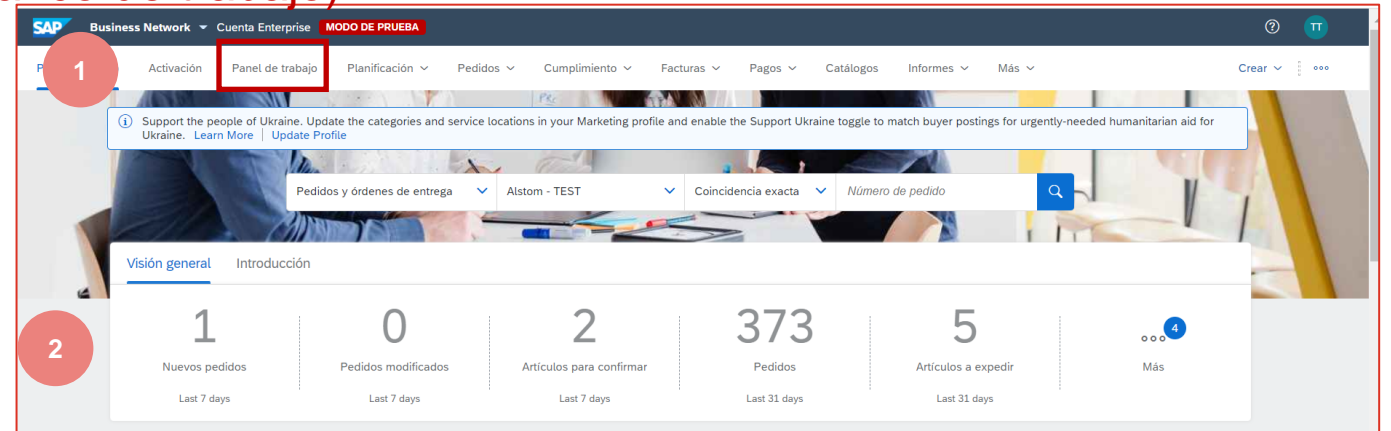 SAP Business Network Cuenta Enterprise MODO DE PRUEBA ? TT
1 Activación Panel de trabajo Planificación Pedidos Cumplimiento Facturas Pagos Catálogos Informes Más Crear
Support the people of Ukraine. Update the categories and service locations in your Marketing profile and enable the Support Ukraine toggle to match buyer postings for urgently-needed humanitarian aid for
Ukraine. Learn More | Update Profile
Pedidos y órdenes de entrega Alstom - TEST Coincidencia exacta Número de pedido
Visión general Introducción
2
1 0 2 373 5 4
Nuevos pedidos Pedidos modificados Artículos para confirmar Pedidos Artículos a expedir Más
Last 7 days Last 7 days Last 7 days Last 31 days Last 31 days